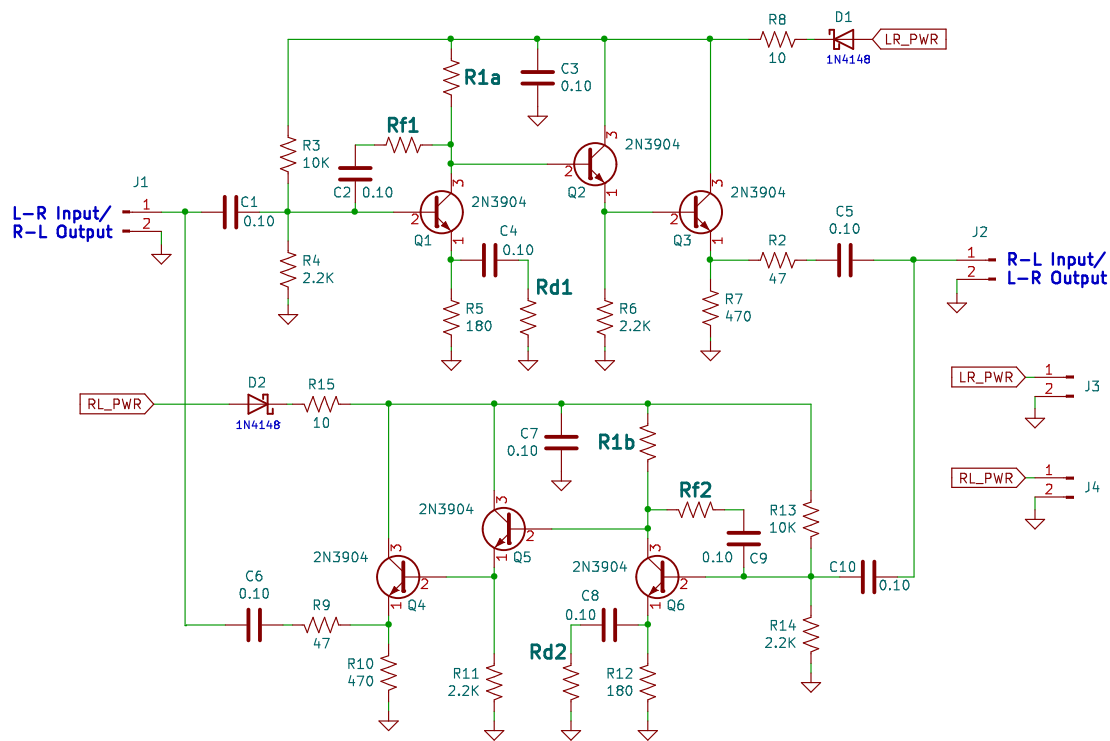 R8
D1
LR_PWR
10
1N4148
R1a
C3
0.10
Rf1
R3
10K
C2
0.10
3
2
1
2N3904
Q2
3
2
1
2N3904
Q1
3
2
1
2N3904
Q3
J1
1
2
L-R Input/
R-L Output
C1
0.10
R4
2.2K
C4
0.10
R5
180
Rd1
R6
2.2K
R7
470
R2
47
C5
0.10
J2
1
2
R-L Input/
L-R Output
LR_PWR
1
2
J3
RL_PWR
1
2
J4
RL_PWR
D2
1N4148
R15
10
C7
0.10
R1b
Rf2
R13
10K
2N3904
3
2
1
Q5
2N3904
3
2
1
Q4
2N3904
3
2
1
Q6
0.10
C9
C10
0.10
C6
0.10
R9
47
C8
0.10
R14
2.2K
R10
470
R11
2.2K
Rd2
R12
180